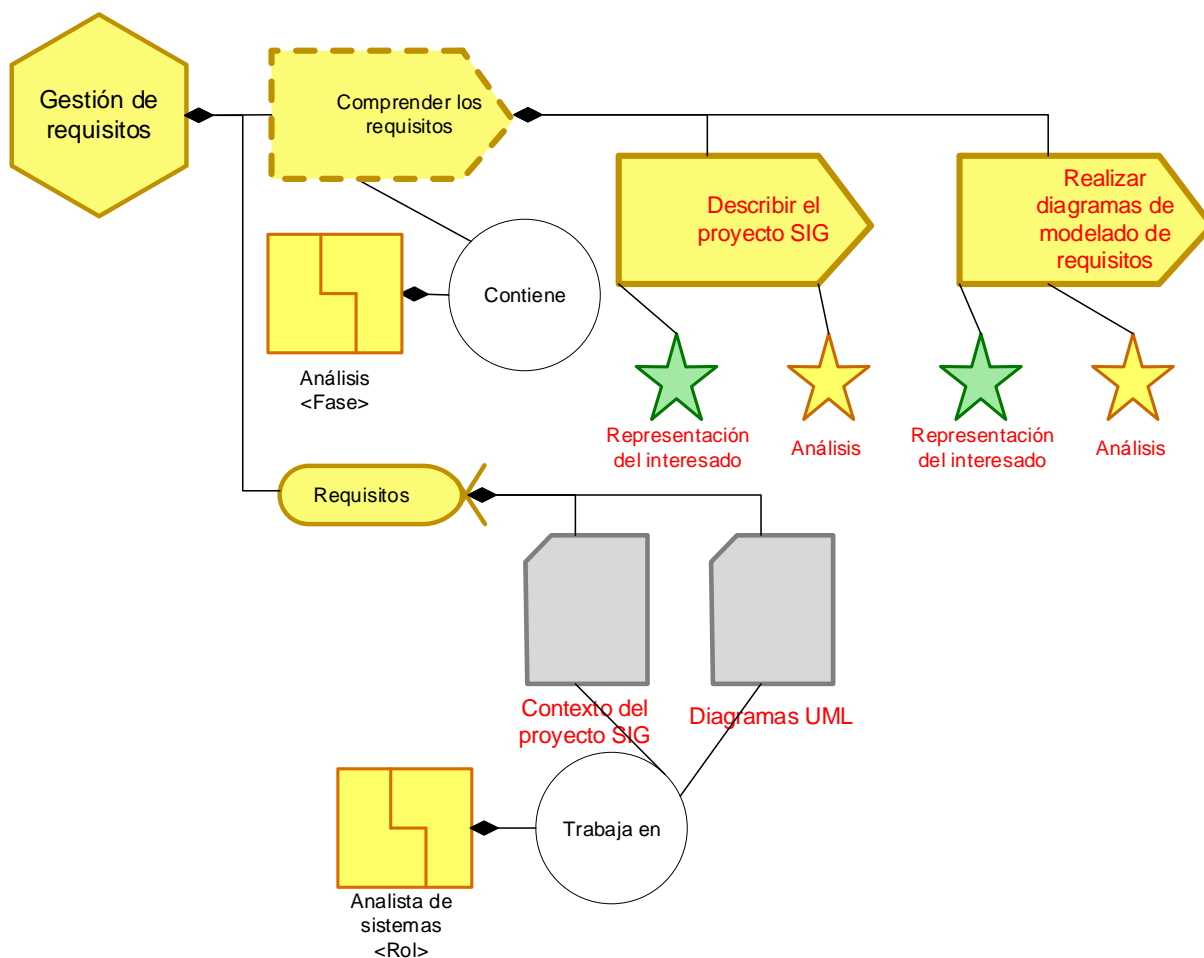 Gestión de
requisitos
Comprender los
requisitos
Describir el
proyecto SIG
Realizar
diagramas de
modelado de
requisitos
Contiene
Análisis
<Fase>
Representación
del interesado
Análisis
Representación
del interesado
Análisis
Requisitos
Contexto del
proyecto SIG
Diagramas UML
Trabaja en
Analista de
sistemas
<Rol>